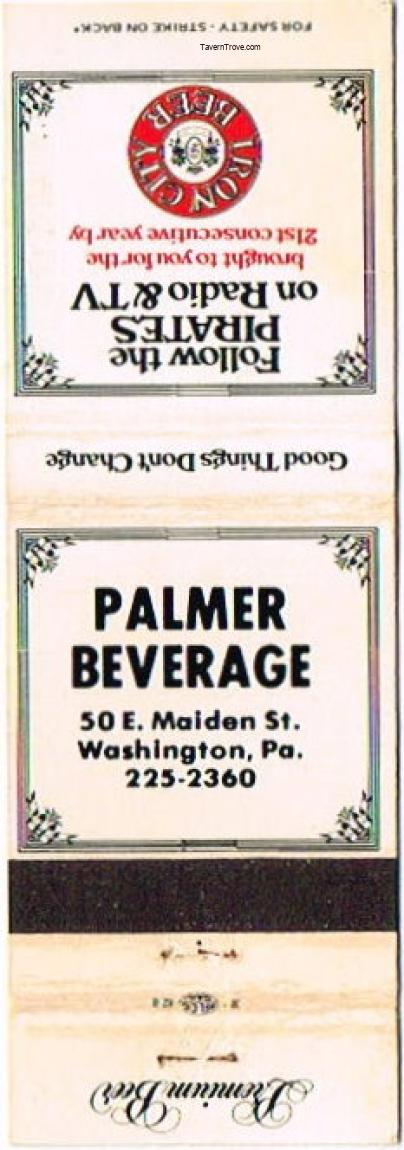 FOR SAFETY - STRIKE ON BACK
TavernTrove.com
IRON CITY
BEER
Follow the
PIRATES
on Radio & TV
brought to you for the
21st consecutive year by
Good Things Don't Change
PALMER
BEVERAGE
50 E. Maiden St.
Washington, Pa.
225-2360
Premium Beer